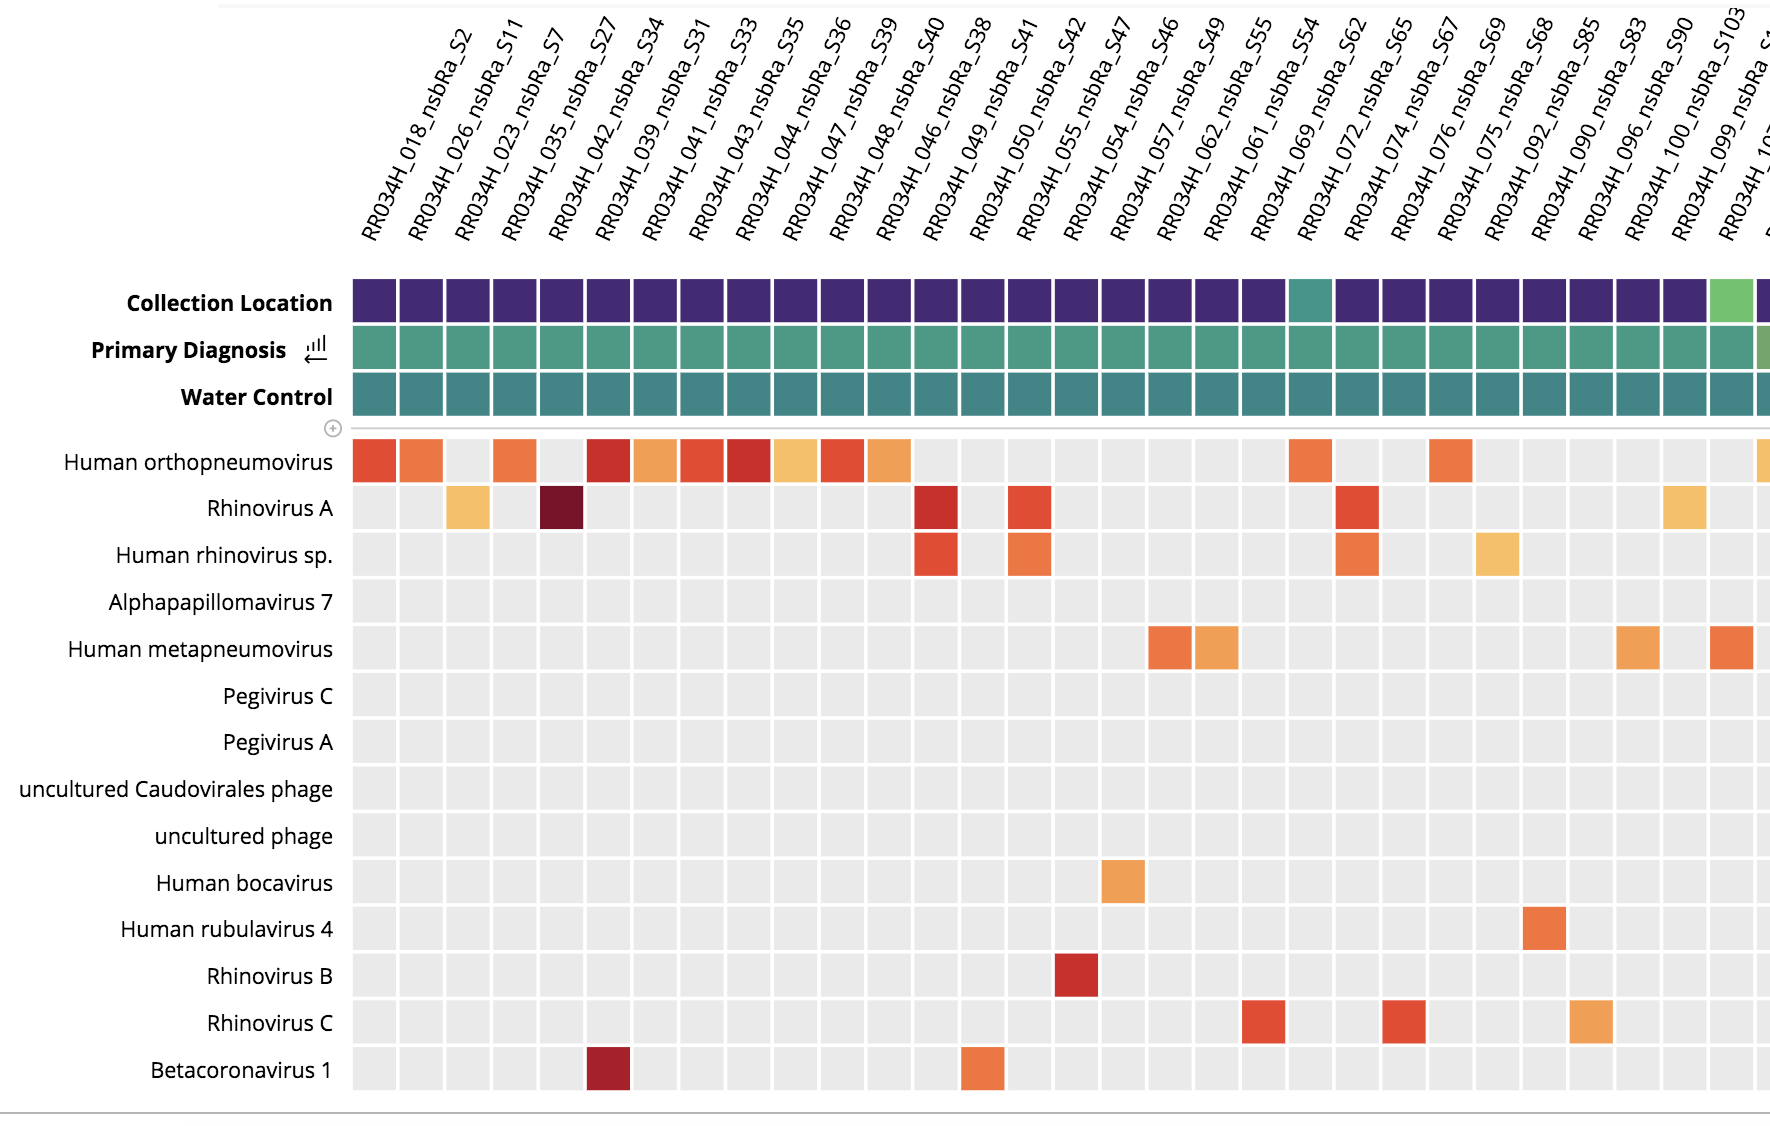 RR034H_018_nsbRa_S2
RR034H_026_nsbRa_S11
RR034H_023_nsbRa_S7
RR034H_035_nsbRa_S27
RR034H_042_nsbRa_S34
RR034H_039_nsbRa_S31
RR034H_041_nsbRa_S33
RR034H_043_nsbRa_S35
RR034H_044_nsbRa_S36
RR034H_047_nsbRa_S39
RR034H_048_nsbRa_S40
RR034H_046_nsbRa_S38
RR034H_049_nsbRa_S41
RR034H_050_nsbRa_S42
RR034H_055_nsbRa_S47
RR034H_054_nsbRa_S46
RR034H_057_nsbRa_S49
RR034H_062_nsbRa_S55
RR034H_061_nsbRa_S54
RR034H_069_nsbRa_S62
RR034H_072_nsbRa_S65
RR034H_074_nsbRa_S67
RR034H_076_nsbRa_S69
RR034H_075_nsbRa_S68
RR034H_092_nsbRa_S85
RR034H_090_nsbRa_S83
RR034H_096_nsbRa_S90
RR034H_100_nsbRa_S103
RR034H_099_nsbRa
Collection Location
Primary Diagnosis
Water Control
Human orthopneumovirus
Rhinovirus A
Human rhinovirus sp.
Alphapapillomavirus 7
Human metapneumovirus
Pegivirus C
Pegivirus A
uncultured Caudovirales phage
uncultured phage
Human bocavirus
Human rubulavirus 4
Rhinovirus B
Rhinovirus C
Betacoronavirus 1